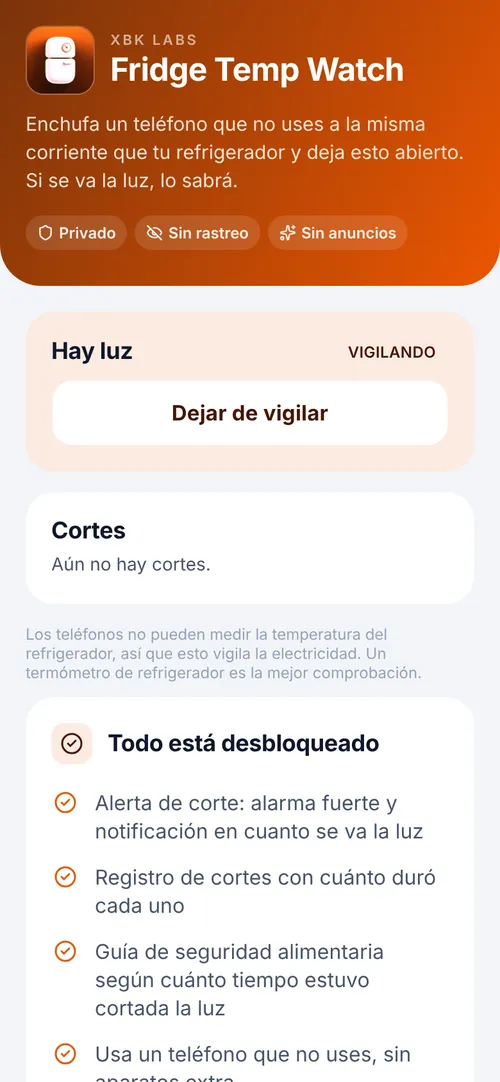 XBK LABS
Fridge Temp Watch
Enchufa un teléfono que no uses a la misma
corriente que tu refrigerador y deja esto abierto.
Si se va la luz, lo sabrá.
Privado
Sin rastreo
Sin anuncios
Hay luz
VIGILANDO
Dejar de vigilar
Cortes
Aún no hay cortes.
Los teléfonos no pueden medir la temperatura del
refrigerador, así que esto vigila la electricidad. Un
termómetro de refrigerador es la mejor comprobación.
Todo está desbloqueado
Alerta de corte: alarma fuerte y
notificación en cuanto se va la luz
Registro de cortes con cuánto duró
cada uno
Guía de seguridad alimentaria
según cuánto tiempo estuvo
cortada la luz
Usa un teléfono que no uses, sin
aparatos extra